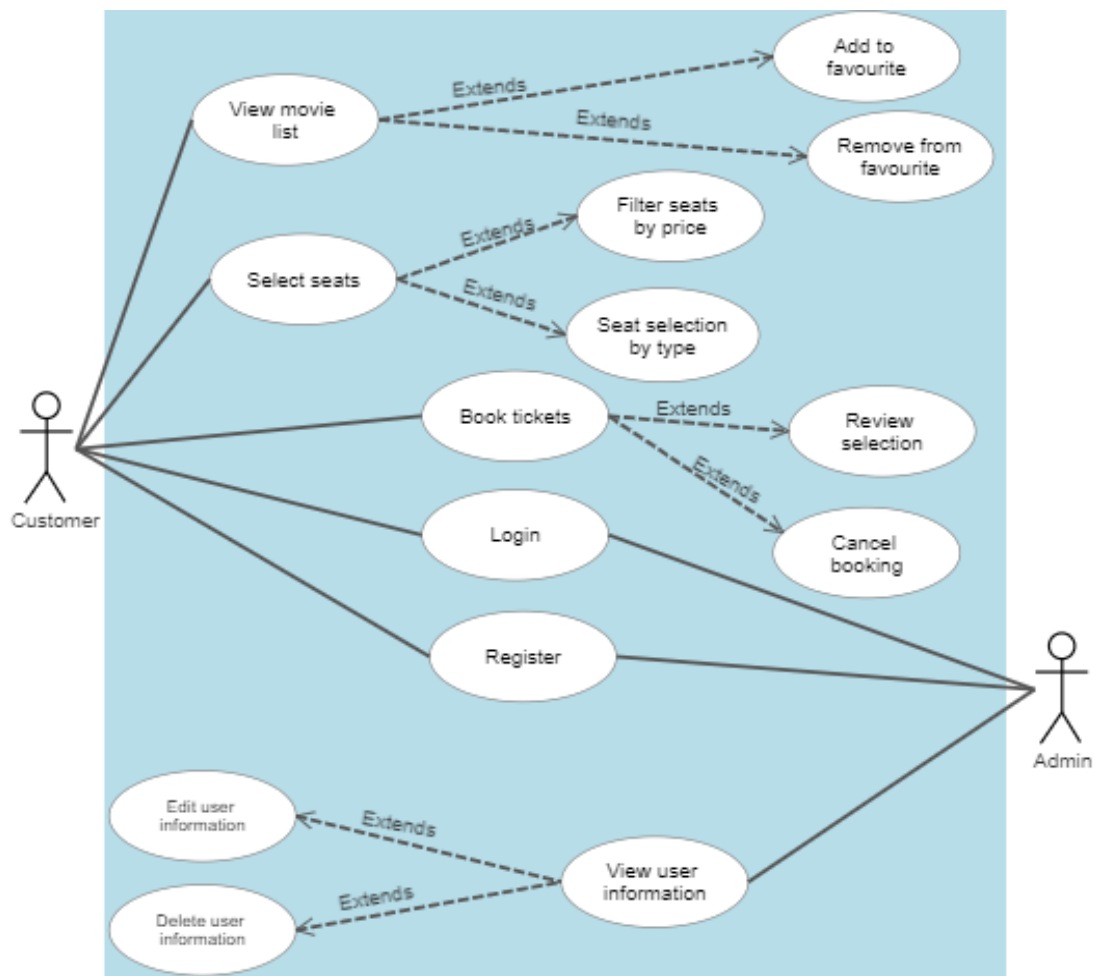 Add to
favourite
Extends
View movie
list
Extends
Remove from
favourite
Filter seats
by price
Extends
Select seats
Extends
Seat selection
by type
Book tickets
Extends
Review
selection
Extends
Customer
Login
Cancel
booking
Register
Admin
Edit user
information
Extends
View user
information
Extends
Delete user
information